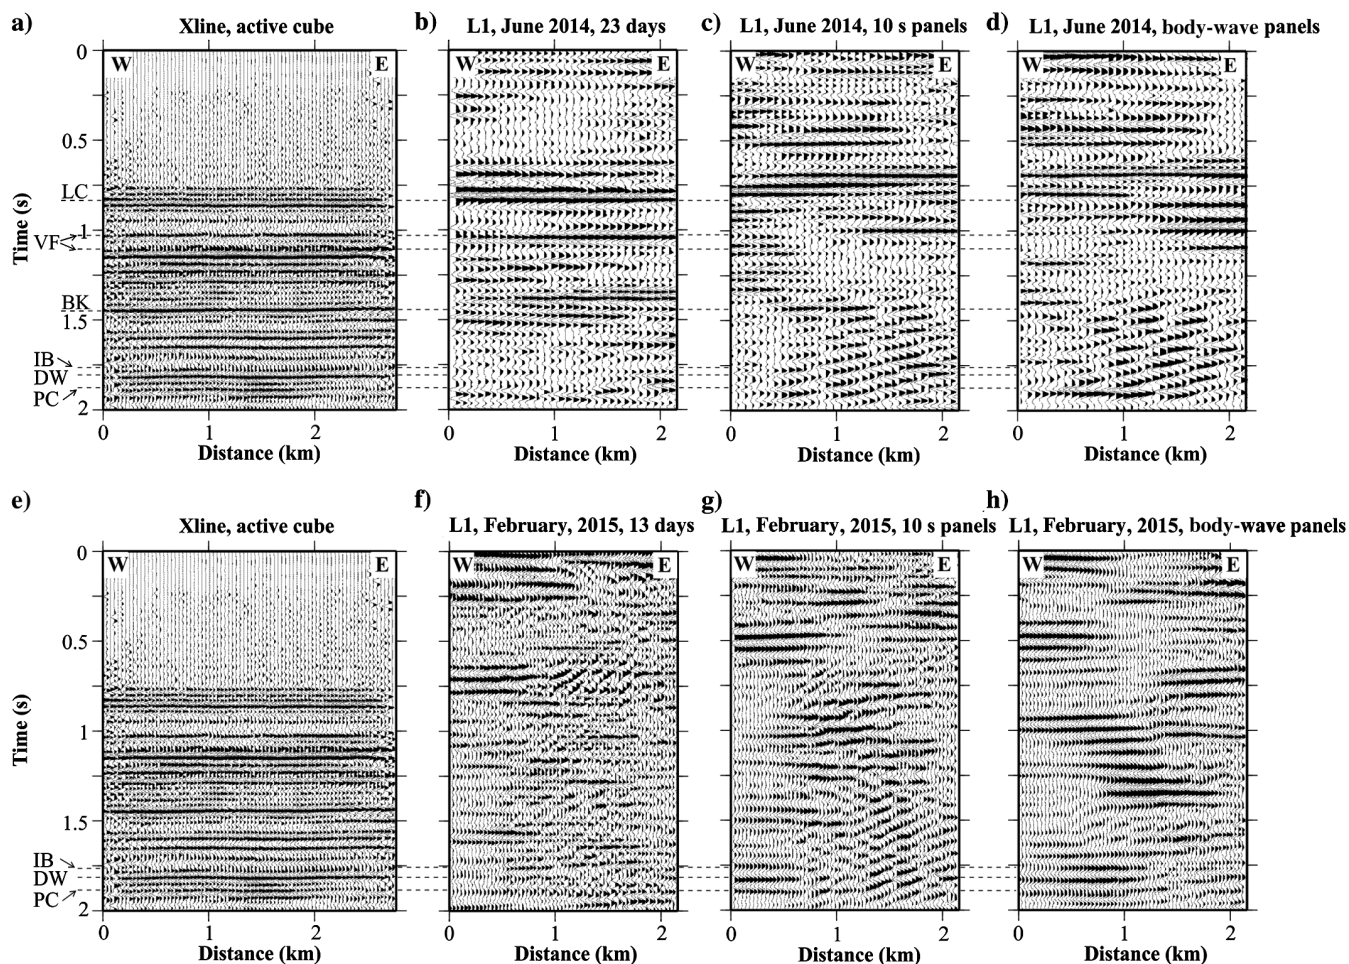 a) Xline, active cube
b) L1, June 2014, 23 days
c) L1, June 2014, 10 s panels
d) L1, June 2014, body-wave panels
W E
W E
W E
W E
0
0.5
LC
1
VF
BK
1.5
IB
DW
PC
2
Time (s)
0 1 2
0 1 2
0 1 2
0 1 2
Distance (km)
Distance (km)
Distance (km)
Distance (km)
e) Xline, active cube
f) L1, February, 2015, 13 days
g) L1, February, 2015, 10 s panels
h) L1, February, 2015, body-wave panels
W E
W E
W E
W E
0
0.5
1
1.5
IB
DW
PC
2
Time (s)
0 1 2
0 1 2
0 1 2
0 1 2
Distance (km)
Distance (km)
Distance (km)
Distance (km)